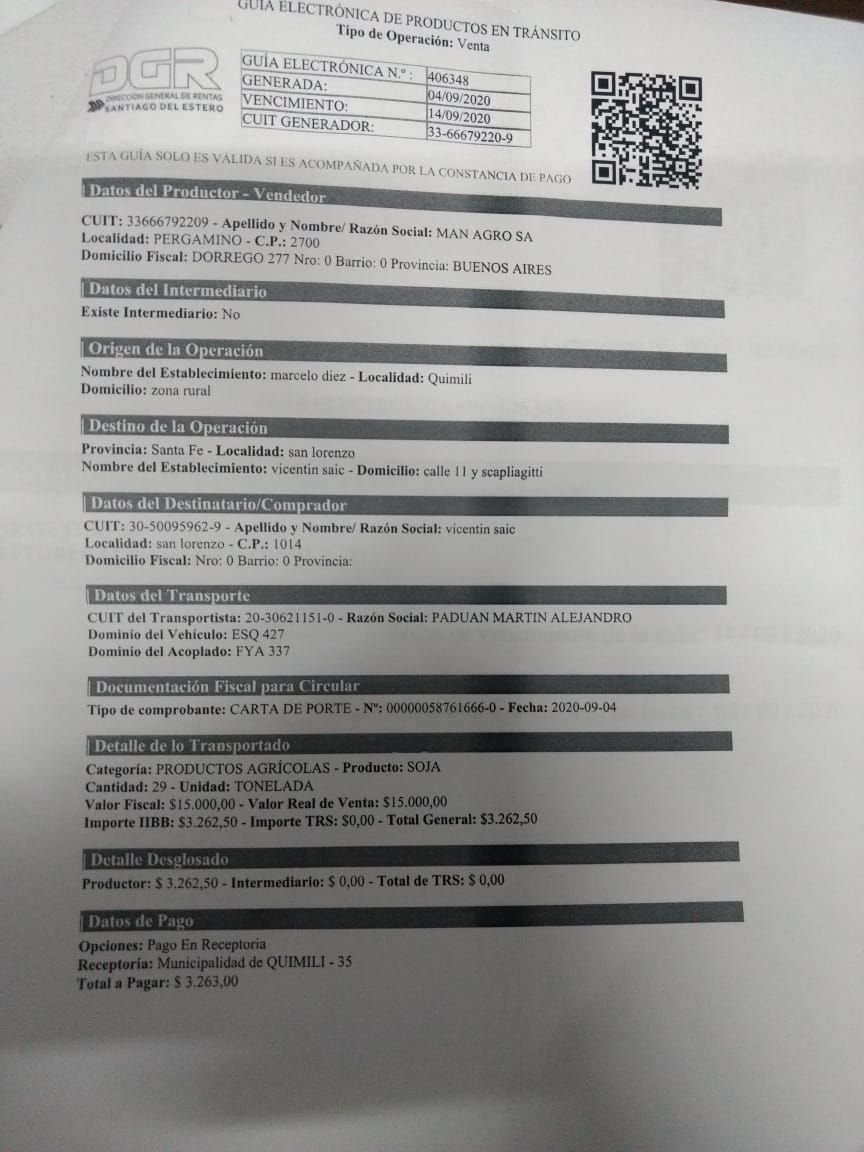 GUÍA ELECTRÓNICA DE PRODUCTOS EN TRÁNSITO
Tipo de Operación: Venta
DGR
DIRECCIÓN GENERAL DE RENTAS
SANTIAGO DEL ESTERO
GUÍA ELECTRÓNICA N.º : 406348
GENERADA: 04/09/2020
VENCIMIENTO: 14/09/2020
CUIT GENERADOR: 33-66679220-9
ESTA GUÍA SOLO ES VÁLIDA SI ES ACOMPAÑADA POR LA CONSTANCIA DE PAGO
Datos del Productor - Vendedor
CUIT: 33666792209 - Apellido y Nombre/ Razón Social: MAN AGRO SA
Localidad: PERGAMINO - C.P.: 2700
Domicilio Fiscal: DORREGO 277 Nro: 0 Barrio: 0 Provincia: BUENOS AIRES
Datos del Intermediario
Existe Intermediario: No
Origen de la Operación
Nombre del Establecimiento: marcelo diez - Localidad: Quimili
Domicilio: zona rural
Destino de la Operación
Provincia: Santa Fe - Localidad: san lorenzo
Nombre del Establecimiento: vicentin saic - Domicilio: calle 11 y scapliagitti
Datos del Destinatario/Comprador
CUIT: 30-50095962-9 - Apellido y Nombre/ Razón Social: vicentin saic
Localidad: san lorenzo - C.P.: 1014
Domicilio Fiscal: Nro: 0 Barrio: 0 Provincia:
Datos del Transporte
CUIT del Transportista: 20-30621151-0 - Razón Social: PADUAN MARTIN ALEJANDRO
Dominio del Vehículo: ESQ 427
Dominio del Acoplado: FYA 337
Documentación Fiscal para Circular
Tipo de comprobante: CARTA DE PORTE - Nº: 00000058761666-0 - Fecha: 2020-09-04
Detalle de lo Transportado
Categoría: PRODUCTOS AGRÍCOLAS - Producto: SOJA
Cantidad: 29 - Unidad: TONELADA
Valor Fiscal: $15.000,00 - Valor Real de Venta: $15.000,00
Importe IIBB: $3.262,50 - Importe TRS: $0,00 - Total General: $3.262,50
Detalle Desglosado
Productor: $ 3.262,50 - Intermediario: $ 0,00 - Total de TRS: $ 0,00
Datos de Pago
Opciones: Pago En Receptoria
Receptoría: Municipalidad de QUIMILI - 35
Total a Pagar: $ 3.263,00